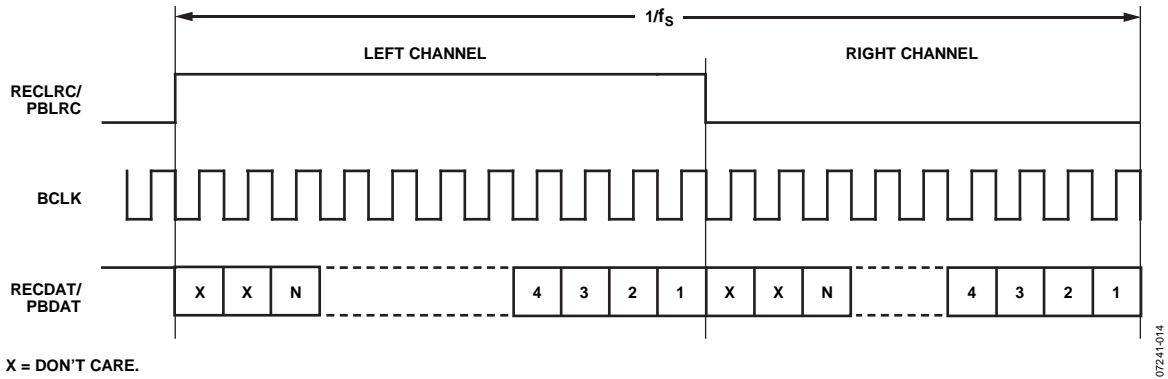 1/fS
LEFT CHANNEL
RIGHT CHANNEL
RECLRC/
PBLRC
BCLK
RECDAT/
PBDAT
X X N 4 3 2 1 X X N 4 3 2 1
X = DON'T CARE.
07241-014